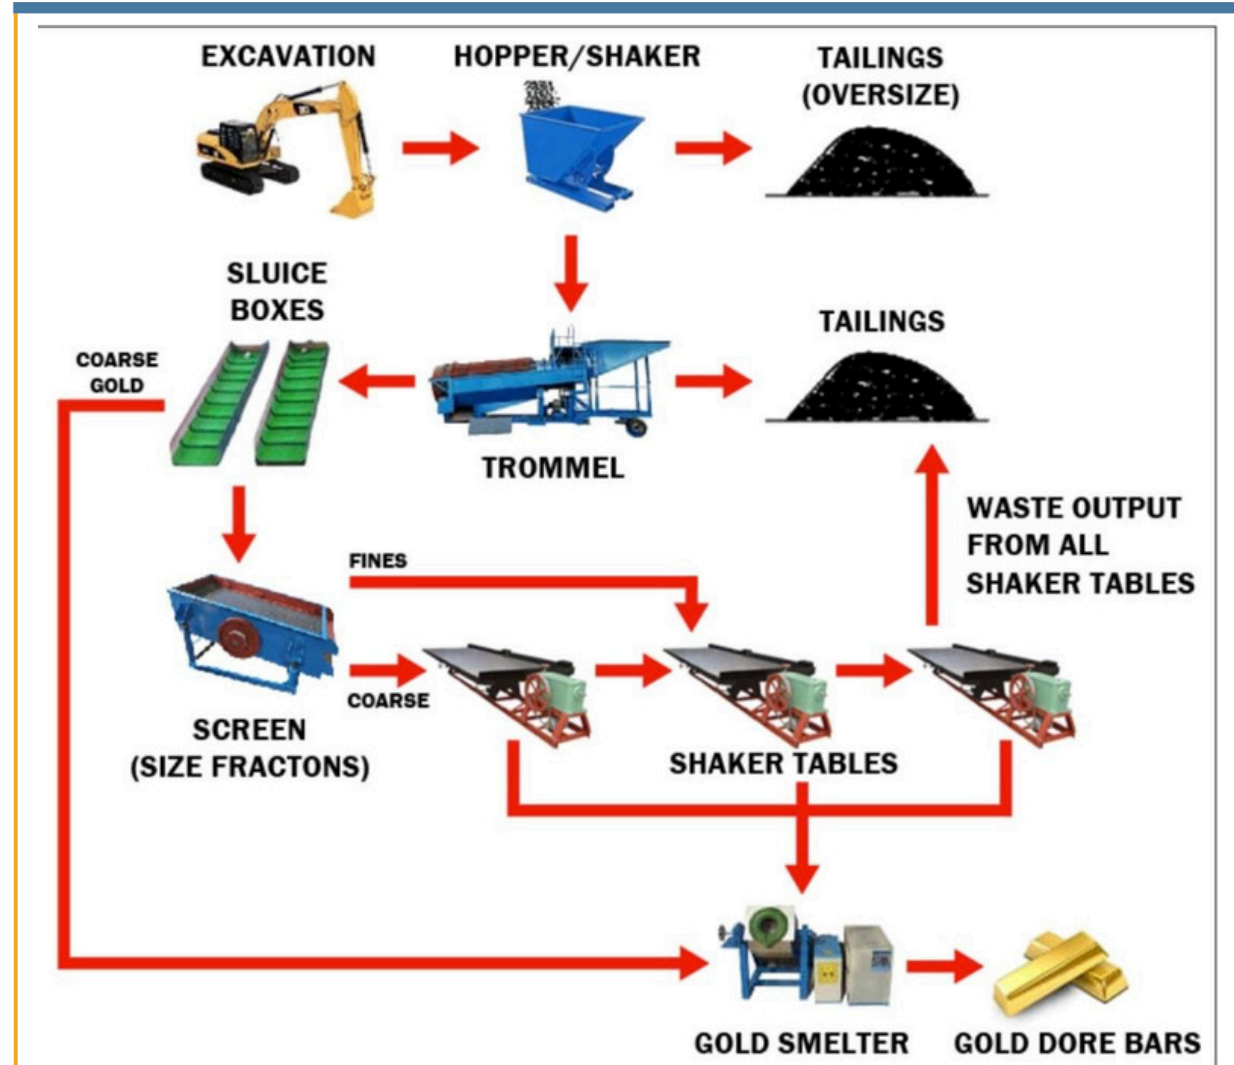 EXCAVATION
HOPPER/SHAKER
TAILINGS
(OVERSIZE)
SLUICE
BOXES
TAILINGS
COARSE
GOLD
TROMMEL
WASTE OUTPUT
FROM ALL
SHAKER TABLES
FINES
COARSE
SCREEN
(SIZE FRACTONS)
SHAKER TABLES
GOLD SMELTER
GOLD DORE BARS